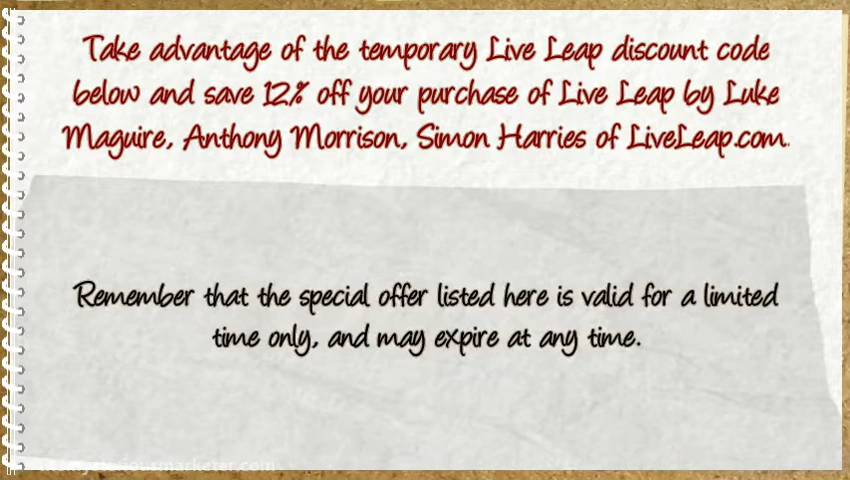 Take advantage of the temporary Live Leap discount code
below and save 12% off your purchase of Live Leap by Luke
Maguire, Anthony Morrison, Simon Harries of LiveLeap.com.
Remember that the special offer listed here is valid for a limited
time only, and may expire at any time.